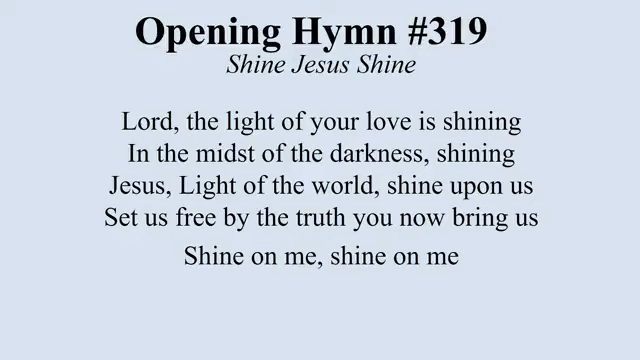 Opening Hymn #319
Shine Jesus Shine
Lord, the light of your love is shining
In the midst of the darkness, shining
Jesus, Light of the world, shine upon us
Set us free by the truth you now bring us
Shine on me, shine on me